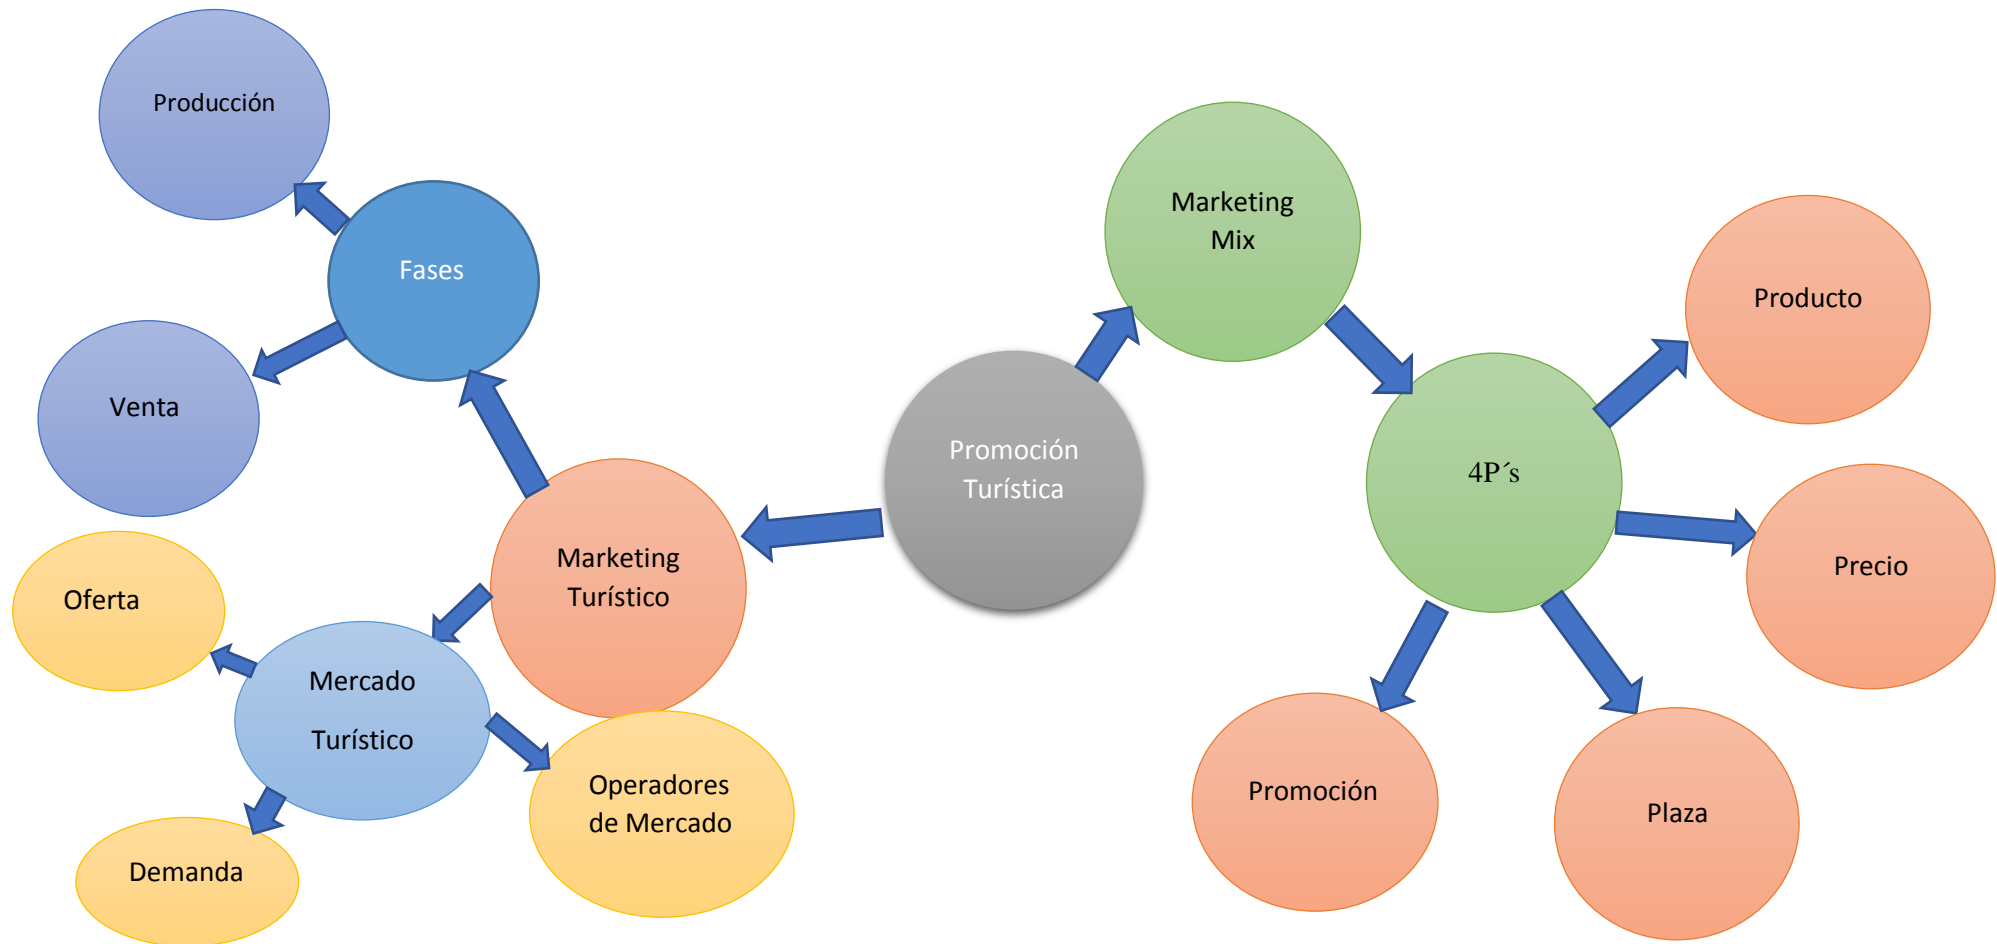 Producción
Marketing
Mix
Fases
Producto
Venta
Promoción
Turística
4P´s
Marketing
Turístico
Oferta
Precio
Mercado
Turístico
Operadores
de Mercado
Promoción
Plaza
Demanda